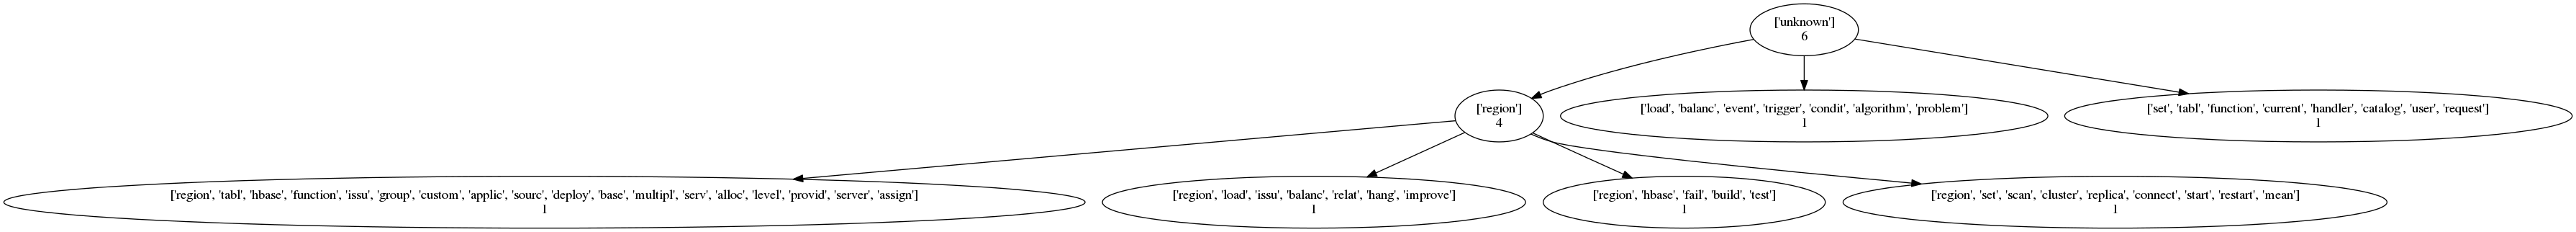 ['unknown']
6
['region']
4
['load', 'balanc', 'event', 'trigger', 'condit', 'algorithm', 'problem']
1
['set', 'tabl', 'function', 'current', 'handler', 'catalog', 'user', 'request']
1
['region', 'tabl', 'hbase', 'function', 'issu', 'group', 'custom', 'applic', 'sourc', 'deploy', 'base', 'multipl', 'serv', 'alloc', 'level', 'provid', 'server', 'assign']
1
['region', 'load', 'issu', 'balanc', 'relat', 'hang', 'improve']
1
['region', 'hbase', 'fail', 'build', 'test']
1
['region', 'set', 'scan', 'cluster', 'replica', 'connect', 'start', 'restart', 'mean']
1